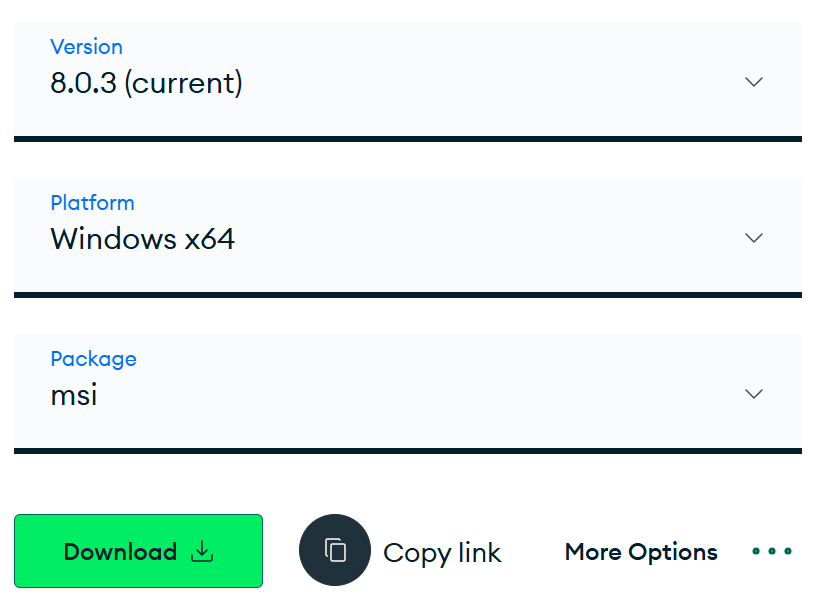 Version
8.0.3 (current)
Platform
Windows x64
Package
msi
Download
Copy link
More Options